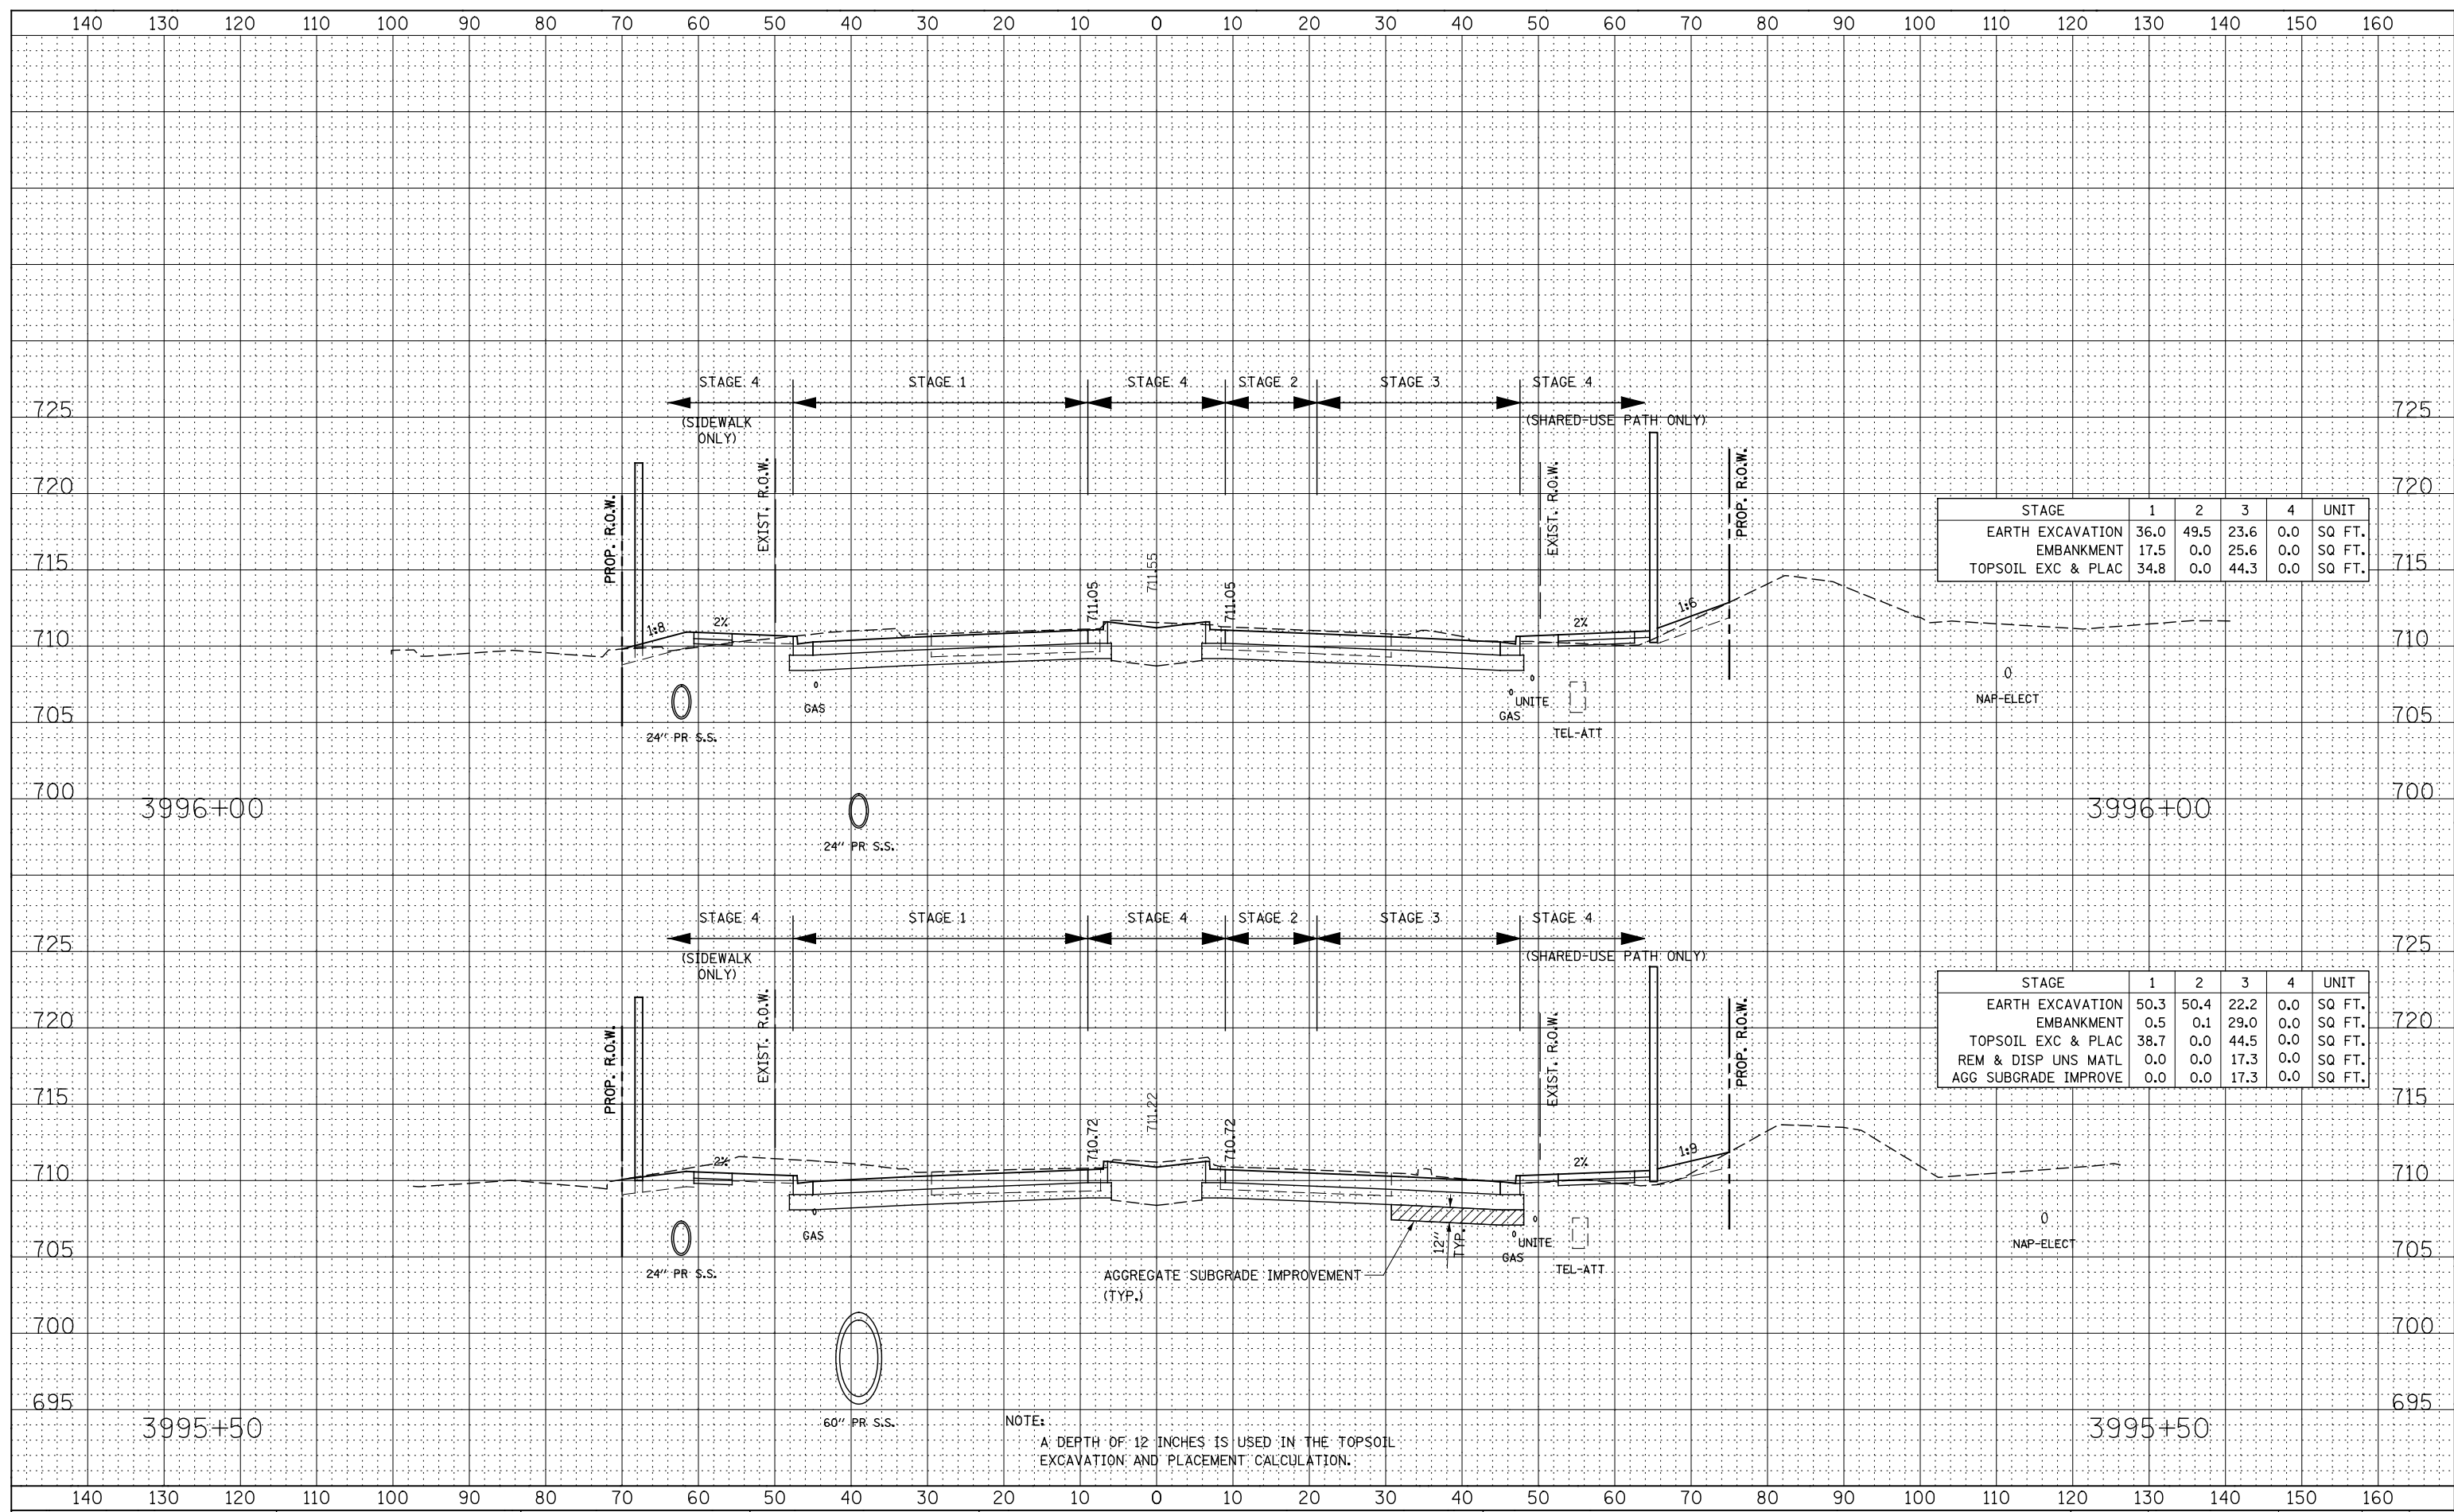 140 130 120 110 100 90 80 70 60 50 40 30 20 10 0 10 20 30 40 50 60 70 80 90 100 110 120 130 140 150 160
STAGE 4 STAGE 1 STAGE 4 STAGE 2 STAGE 3 STAGE 4
725 725
(SIDEWALK
ONLY)
(SHARED-USE PATH ONLY)
720 720
PROP. R.O.W.
EXIST. R.O.W.
EXIST. R.O.W.
PROP. R.O.W.
STAGE 1 2 3 4 UNIT
EARTH EXCAVATION 36.0 49.5 23.6 0.0 SQ FT.
EMBANKMENT 17.5 0.0 25.6 0.0 SQ FT.
TOPSOIL EXC & PLAC 34.8 0.0 44.3 0.0 SQ FT.
715 715
711.05
711.55
711.05
1:8
2%
2%
1:6
710 710
GAS
UNITE
GAS
NAP-ELECT
705 705
24" PR S.S.
TEL-ATT
700 700
3996+00 3996+00
24" PR S.S.
STAGE 4 STAGE 1 STAGE 4 STAGE 2 STAGE 3 STAGE 4
725 725
(SIDEWALK
ONLY)
(SHARED-USE PATH ONLY)
720 720
PROP. R.O.W.
EXIST. R.O.W.
EXIST. R.O.W.
PROP. R.O.W.
STAGE 1 2 3 4 UNIT
EARTH EXCAVATION 50.3 50.4 22.2 0.0 SQ FT.
EMBANKMENT 0.5 0.1 29.0 0.0 SQ FT.
TOPSOIL EXC & PLAC 38.7 0.0 44.5 0.0 SQ FT.
REM & DISP UNS MATL 0.0 0.0 17.3 0.0 SQ FT.
AGG SUBGRADE IMPROVE 0.0 0.0 17.3 0.0 SQ FT.
715 715
710.72
711.22
710.72
2%
2%
1:9
710 710
GAS
12"
TYP.
UNITE
GAS
NAP-ELECT
705 705
24" PR S.S.
TEL-ATT
AGGREGATE SUBGRADE IMPROVEMENT
(TYP.)
700 700
695 695
60" PR S.S.
3995+50 3995+50
NOTE:
A DEPTH OF 12 INCHES IS USED IN THE TOPSOIL
EXCAVATION AND PLACEMENT CALCULATION.
140 130 120 110 100 90 80 70 60 50 40 30 20 10 0 10 20 30 40 50 60 70 80 90 100 110 120 130 140 150 160